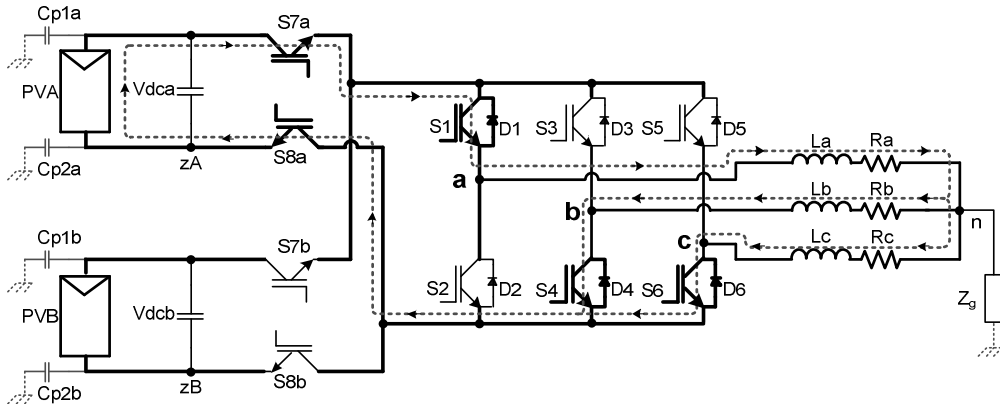 Cp1a
S7a
PVA
Vdca
S1
D1
S3
D3
S5
D5
Cp2a
zA
S8a
La
Ra
a
Lb
Rb
b
n
Cp1b
S7b
c
Lc
Rc
PVB
Vdcb
S2
D2
S4
D4
S6
D6
Zg
Cp2b
zB
S8b